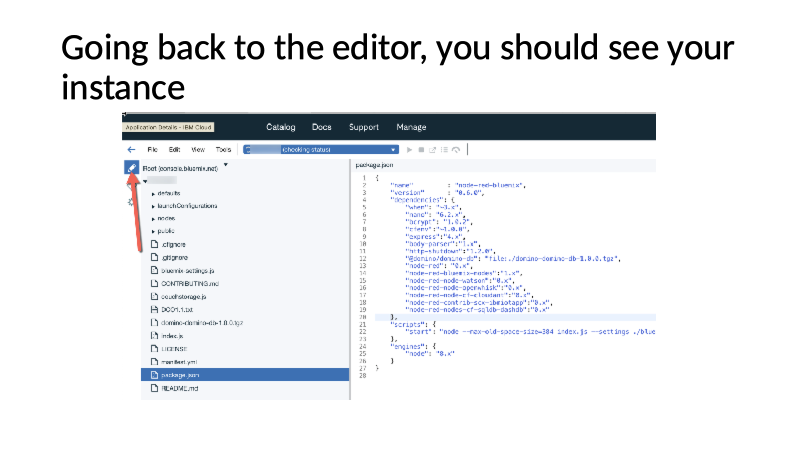 Going back to the editor, you should see your
instance
Application Details - IBM Cloud
Catalog Docs Support Manage
File Edit View Tools (checking status)
Root (console.bluemix.net)
package.json
defaults
launchConfigurations
nodes
public
.cfignore
.gitignore
bluemix-settings.js
CONTRIBUTING.md
couchstorage.js
DCO1.1.txt
domino-domino-db-1.0.0.tgz
index.js
LICENSE
manifest.yml
package.json
README.md
1 {
2 "name" : "node-red-bluemix",
3 "version" : "0.6.0",
4 "dependencies": {
5 "when": "~3.x",
6 "nano": "6.2.x",
7 "bcrypt": "1.0.2",
8 "cfenv":"~1.0.0",
9 "express":"4.x",
10 "body-parser":"1.x",
11 "http-shutdown":"1.2.0",
12 "@domino/domino-db": "file:./domino-domino-db-1.0.0.tgz",
13 "node-red": "0.x",
14 "node-red-bluemix-nodes":"1.x",
15 "node-red-node-watson":"0.x",
16 "node-red-node-openwhisk":"0.x",
17 "node-red-node-cf-cloudant":"0.x",
18 "node-red-contrib-scx-ibmiotapp":"0.x",
19 "node-red-nodes-cf-sqldb-dashdb":"0.x"
20 },
21 "scripts": {
22 "start": "node --max-old-space-size=384 index.js --settings ./blue
23 },
24 "engines": {
25 "node": "8.x"
26 }
27 }
28